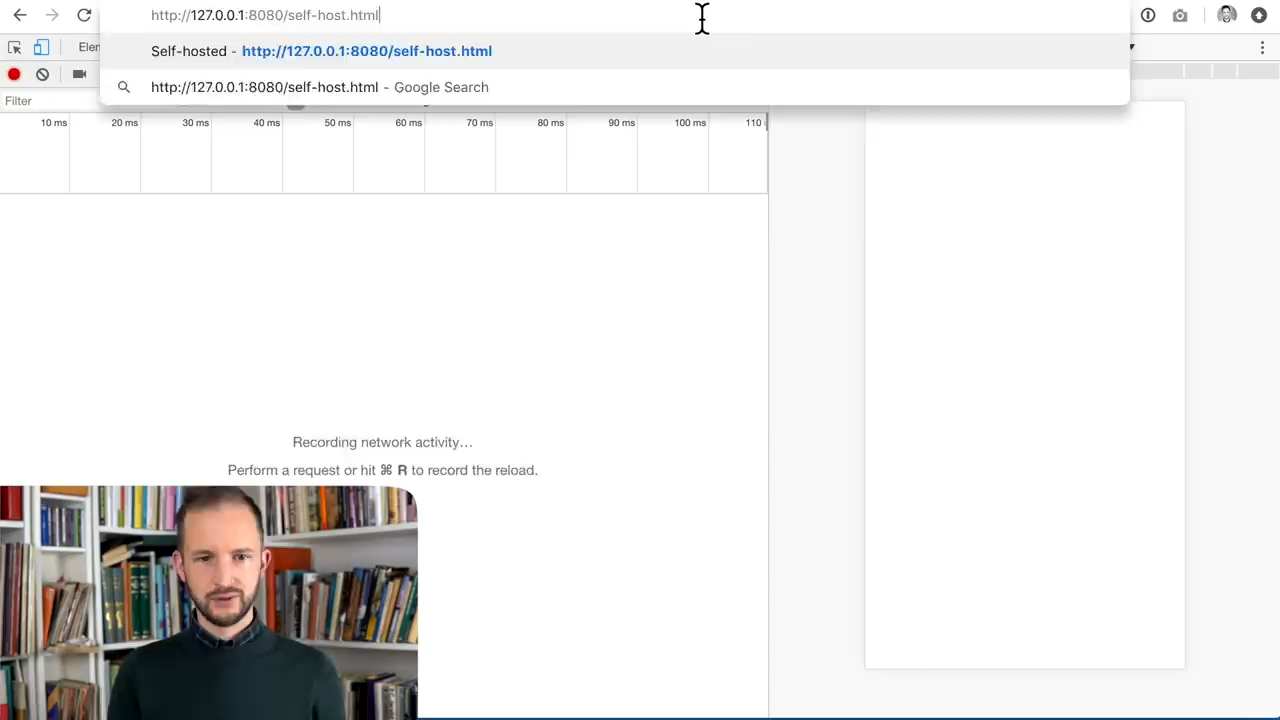 http://127.0.0.1:8080/self-host.html
Self-hosted - http://127.0.0.1:8080/self-host.html
Elen
http://127.0.0.1:8080/self-host.html - Google Search
Filter
10 ms 20 ms 30 ms 40 ms 50 ms 60 ms 70 ms 80 ms 90 ms 100 ms 110
Recording network activity…
Perform a request or hit ⌘ R to record the reload.